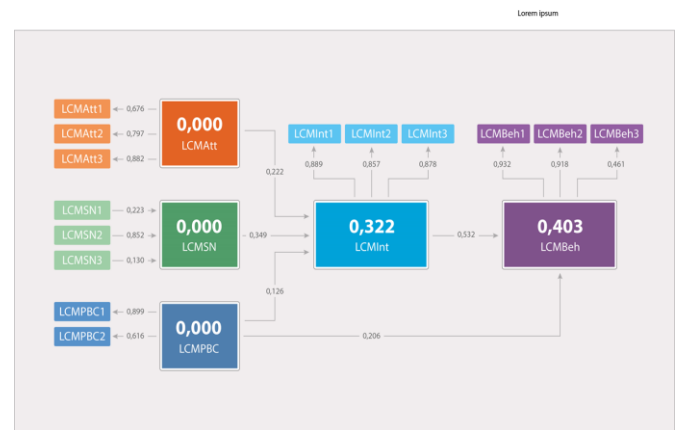 Lorem ipsum
LCMAtt1
0,676
LCMAtt2
0,797
LCMAtt3
0,882
0,000
LCMAtt
0,222
LCMInt1
LCMInt2
LCMInt3
0,889
0,857
0,878
LCMBeh1
LCMBeh2
LCMBeh3
0,932
0,918
0,461
LCMSN1
0,223
LCMSN2
0,852
LCMSN3
0,130
0,000
LCMSN
0,349
0,322
LCMInt
0,532
0,403
LCMBeh
0,126
LCMPBC1
0,899
LCMPBC2
0,616
0,000
LCMPBC
0,206